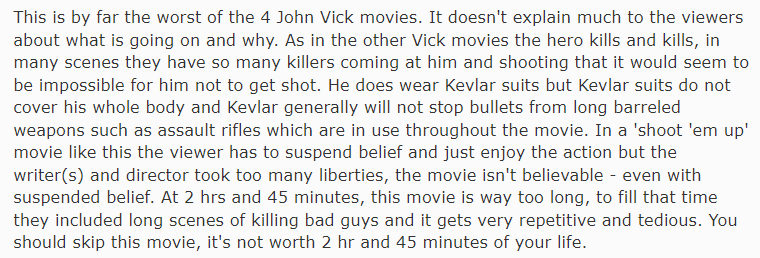 This is by far the worst of the 4 John Vick movies. It doesn't explain much to the viewers
about what is going on and why. As in the other Vick movies the hero kills and kills, in
many scenes they have so many killers coming at him and shooting that it would seem to
be impossible for him not to get shot. He does wear Kevlar suits but Kevlar suits do not
cover his whole body and Kevlar generally will not stop bullets from long barreled
weapons such as assault rifles which are in use throughout the movie. In a 'shoot 'em up'
movie like this the viewer has to suspend belief and just enjoy the action but the
writer(s) and director took too many liberties, the movie isn't believable - even with
suspended belief. At 2 hrs and 45 minutes, this movie is way too long, to fill that time
they included long scenes of killing bad guys and it gets very repetitive and tedious. You
should skip this movie, it's not worth 2 hr and 45 minutes of your life.